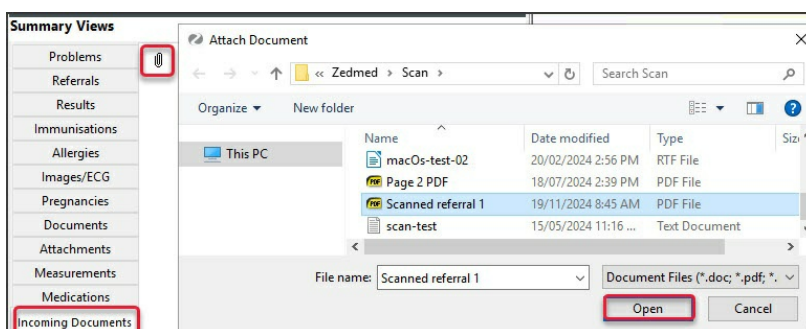 Summary Views
Problems
Referrals
Results
Immunisations
Allergies
Images/ECG
Pregnancies
Documents
Attachments
Measurements
Medications
Incoming Documents
Attach Document
« Zedmed › Scan ›
Search Scan
Organize
New folder
This PC
Name Date modified Type Size
macOs-test-02 20/02/2024 2:56 PM RTF File
PDF Page 2 PDF 18/07/2024 2:39 PM PDF File
PDF Scanned referral 1 19/11/2024 8:45 AM PDF File
scan-test 15/05/2024 11:16 ... Text Document
File name: Scanned referral 1 Document Files (*.doc; *.pdf; *.
Open Cancel